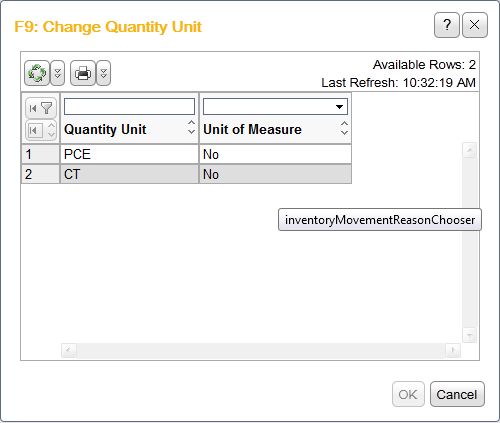 F9: Change Quantity Unit
?
Available Rows: 2
Last Refresh: 10:32:19 AM
Quantity Unit Unit of Measure
1 PCE No
2 CT No
inventoryMovementReasonChooser
OK Cancel